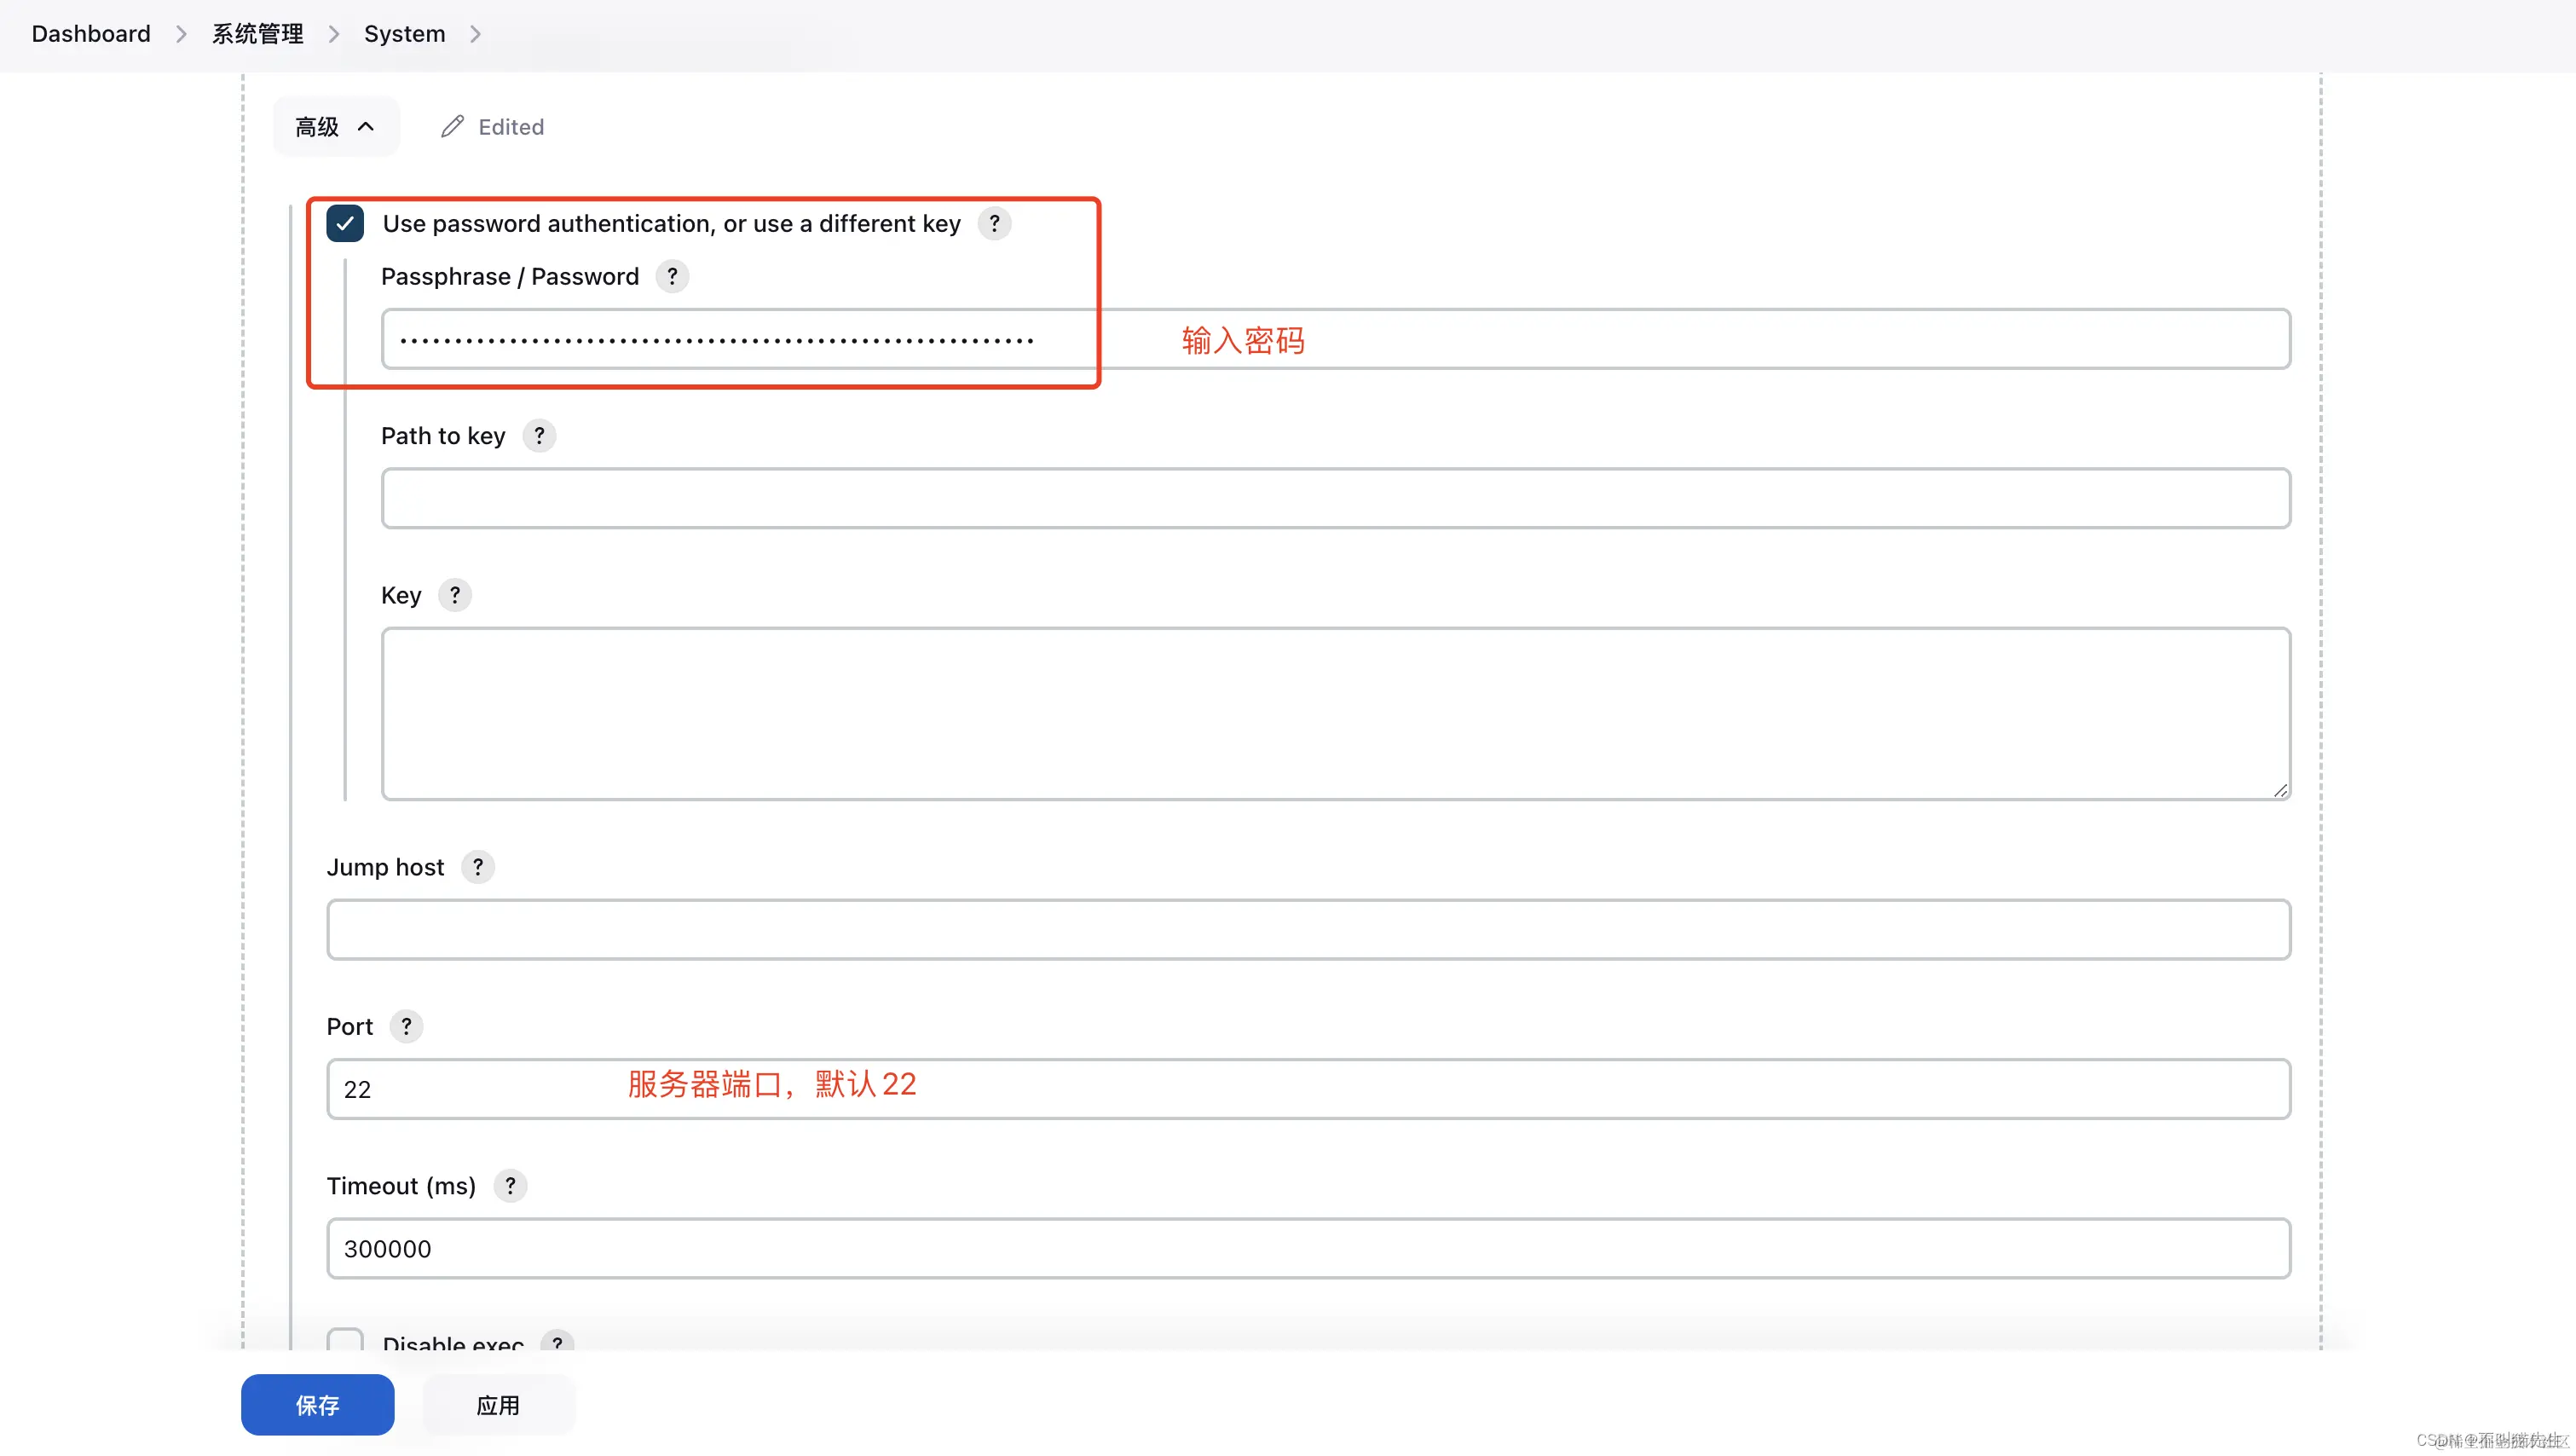 Dashboard > 系统管理 > System >
高级 Edited
Use password authentication, or use a different key ?
Passphrase / Password ?
输入密码
Path to key ?
Key ?
Jump host ?
Port ?
22 服务器端口，默认22
Timeout (ms) ?
300000
Disable exec ?
保存 应用